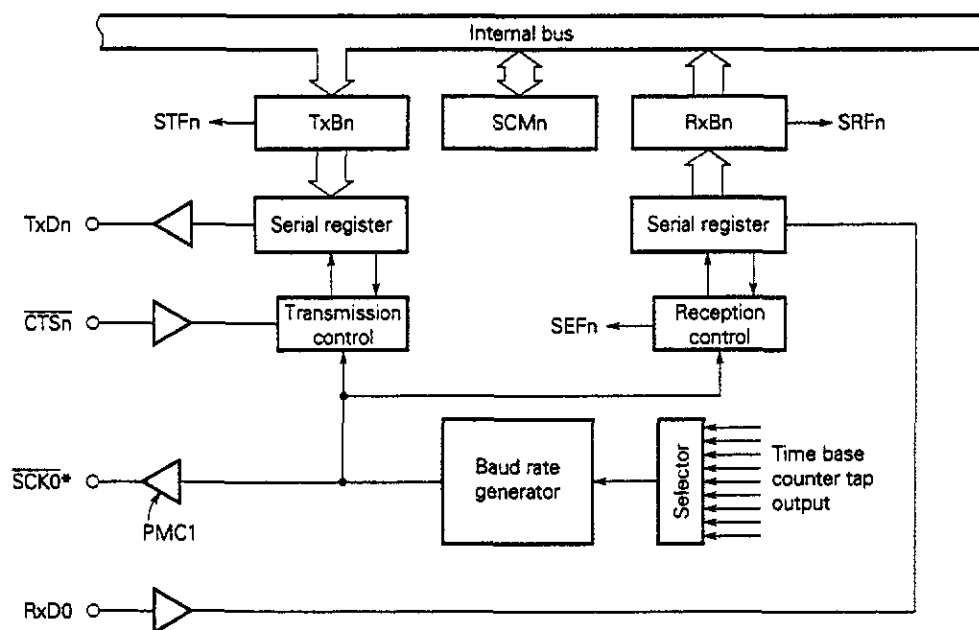 Internal bus
STFn
TxBn
SCMn
RxBn
SRFn
TxDn
Serial register
Serial register
CTSn
Transmission
control
SEFn
Reception
control
SCK0*
PMC1
Baud rate
generator
Selector
Time base
counter tap
output
RxD0